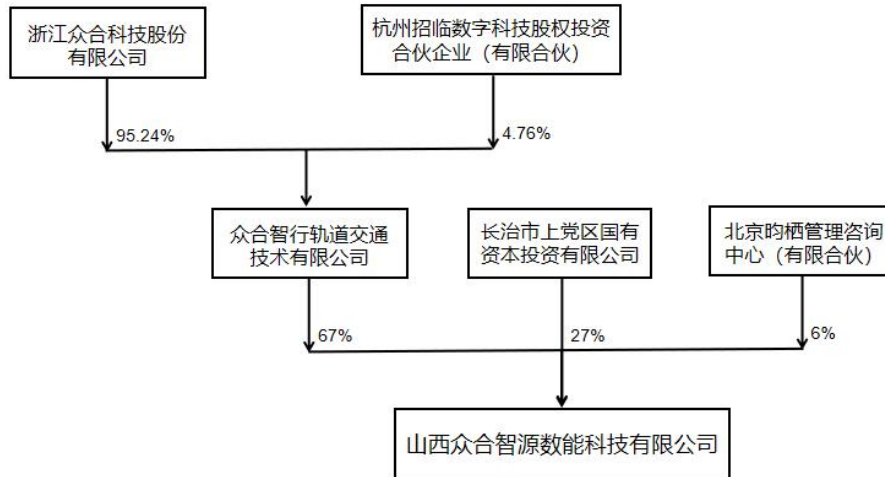 浙江众合科技股份
有限公司
杭州招临数字科技股权投资
合伙企业（有限合伙）
95.24%
4.76%
众合智行轨道交通
技术有限公司
长治市上党区国有
资本投资有限公司
北京昀栖管理咨询
中心（有限合伙）
67%
27%
6%
山西众合智源数能科技有限公司